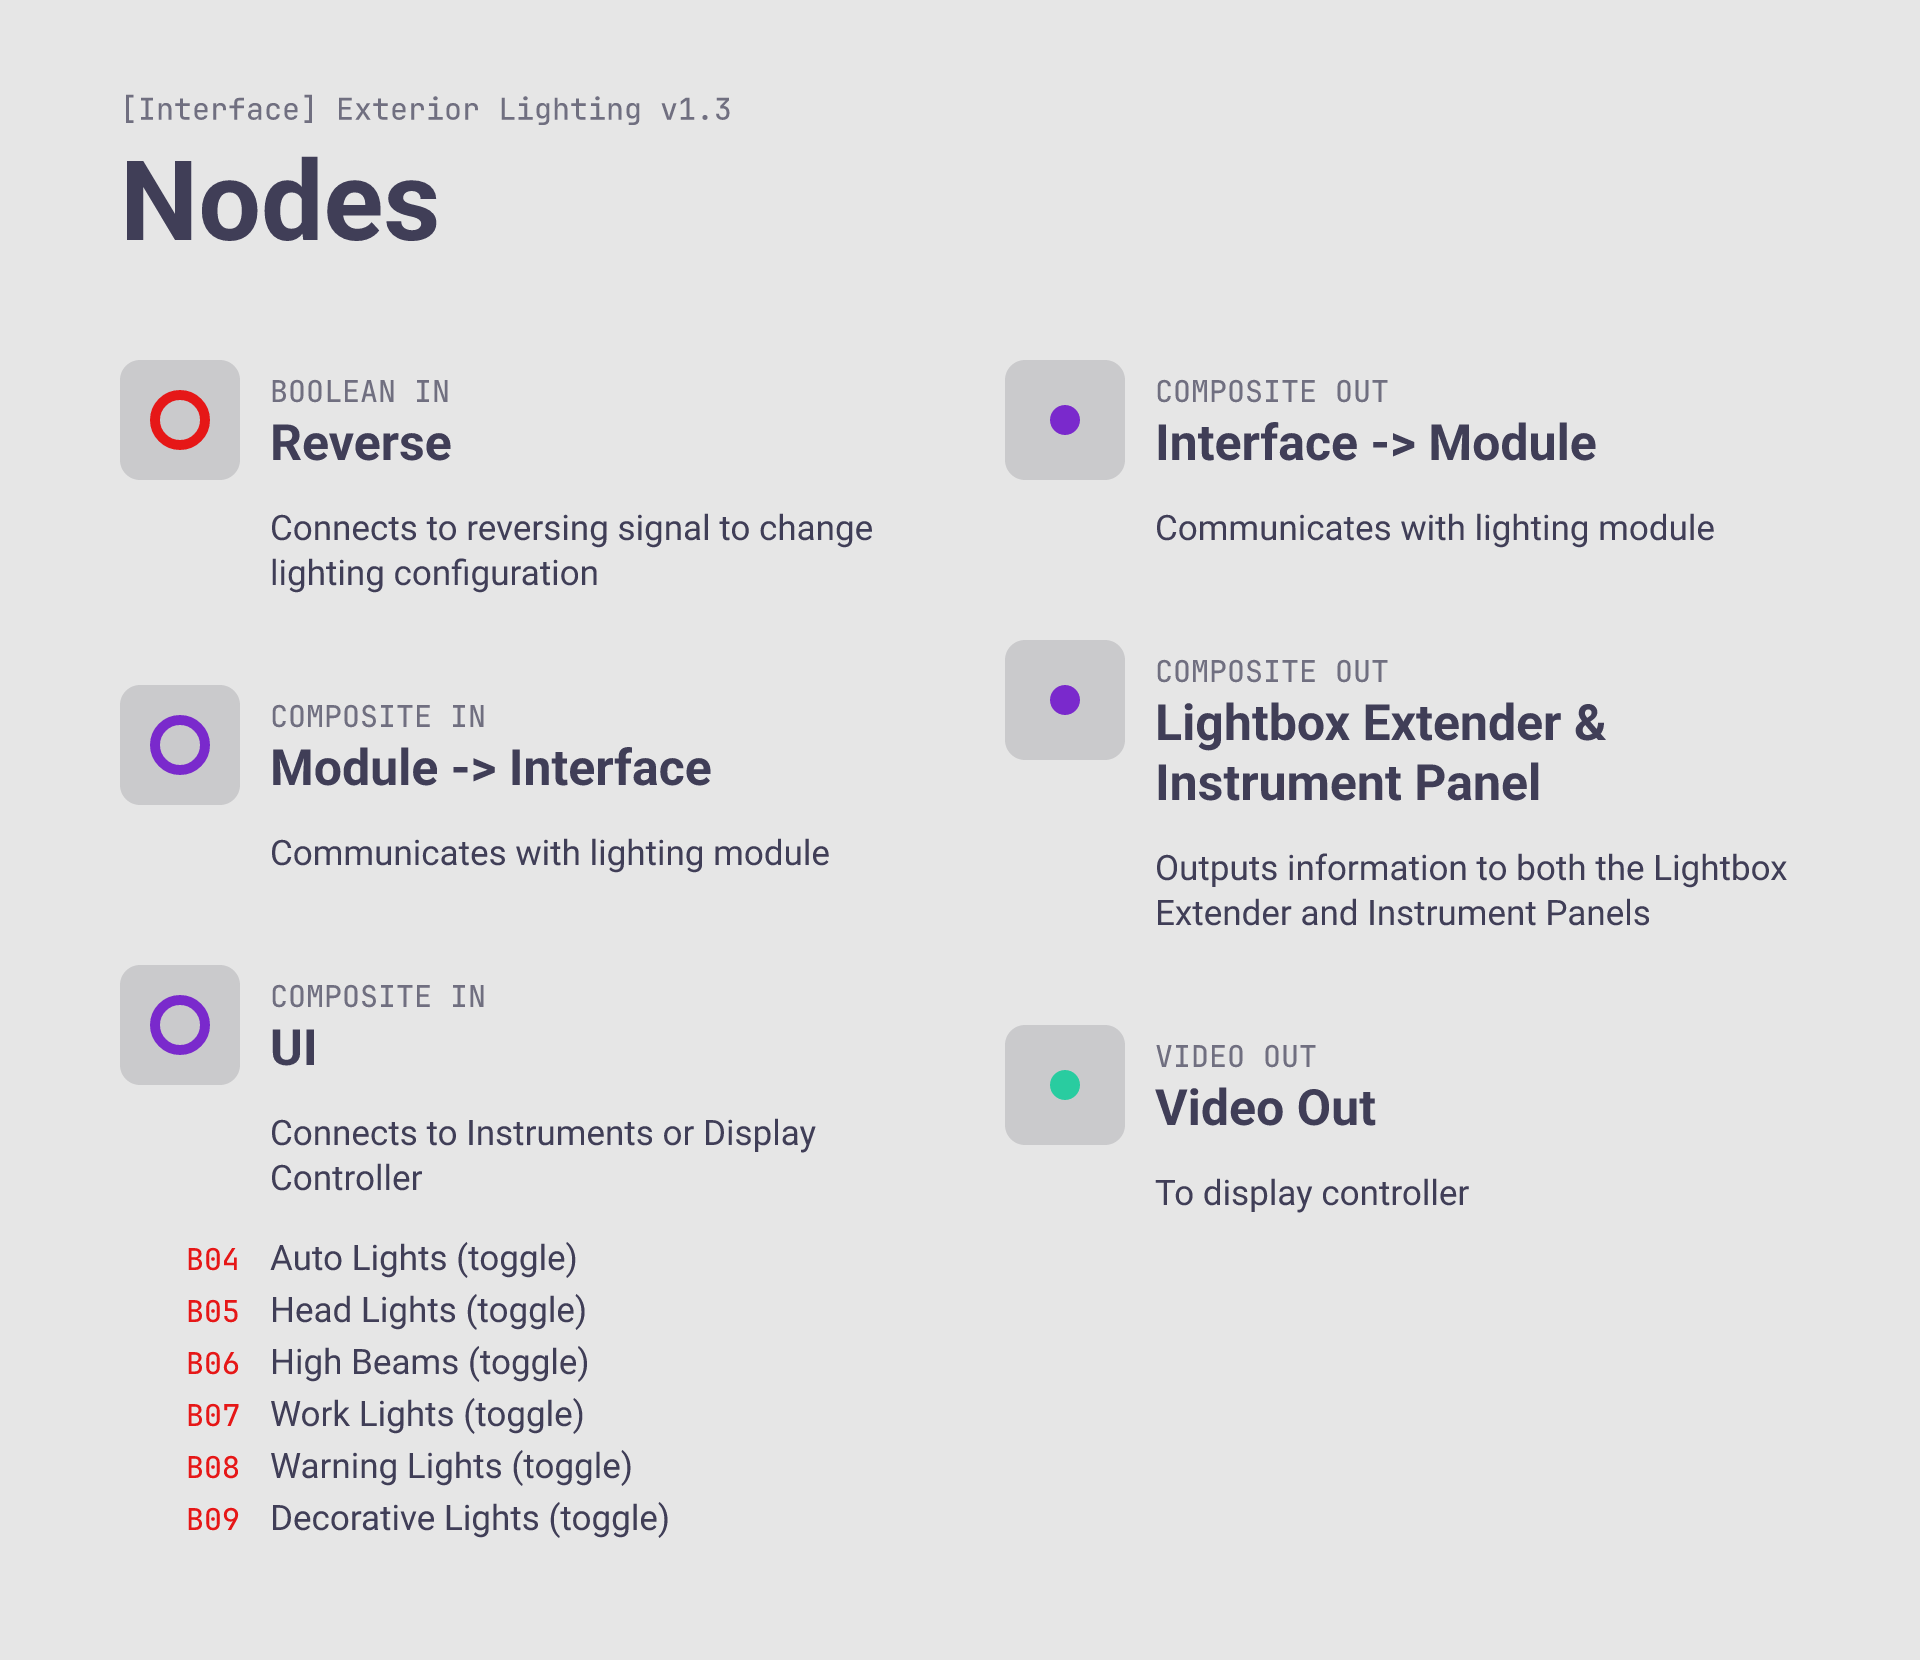 [Interface] Exterior Lighting v1.3
Nodes
BOOLEAN IN
Reverse
Connects to reversing signal to change
lighting configuration
COMPOSITE IN
Module -> Interface
Communicates with lighting module
COMPOSITE IN
UI
Connects to Instruments or Display
Controller
B04 Auto Lights (toggle)
B05 Head Lights (toggle)
B06 High Beams (toggle)
B07 Work Lights (toggle)
B08 Warning Lights (toggle)
B09 Decorative Lights (toggle)
COMPOSITE OUT
Interface -> Module
Communicates with lighting module
COMPOSITE OUT
Lightbox Extender &
Instrument Panel
Outputs information to both the Lightbox
Extender and Instrument Panels
VIDEO OUT
Video Out
To display controller